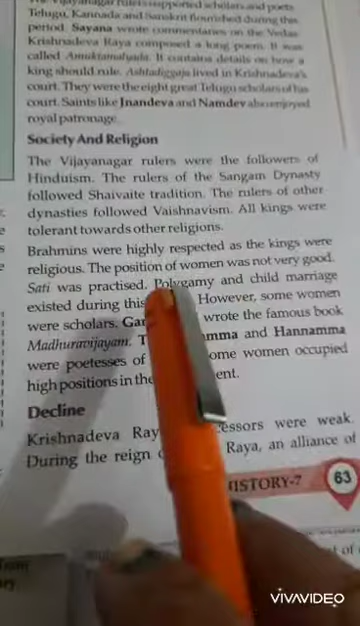 The Vijayanagar rulers supported scholars and poets.
Telugu, Kannada and Sanskrit flourished during this
period. Sayana wrote commentaries on the Vedas.
Krishnadeva Raya composed a long poem. It was
called Amuktamalyada. It contains details on how a
king should rule. Ashtadiggajas lived in Krishnadeva's
court. They were the eight great Telugu scholars of his
court. Saints like Jnandeva and Namdev also enjoyed
royal patronage.
Society And Religion
The Vijayanagar rulers were the followers of
Hinduism. The rulers of the Sangam Dynasty
followed Shaivaite tradition. The rulers of other
dynasties followed Vaishnavism. All kings were
tolerant towards other religions.
Brahmins were highly respected as the kings were
religious. The position of women was not very good.
Sati was practised. Polygamy and child marriage
existed during this However, some women
were scholars. wrote the famous book
Madhuravijayam. and Hannamma
were poetesses of ome women occupied
high positions in the ent.
Decline
Krishnadeva Ray cessors were weak.
During the reign Raya, an alliance of
HISTORY-7
63
VIVAVIDEO